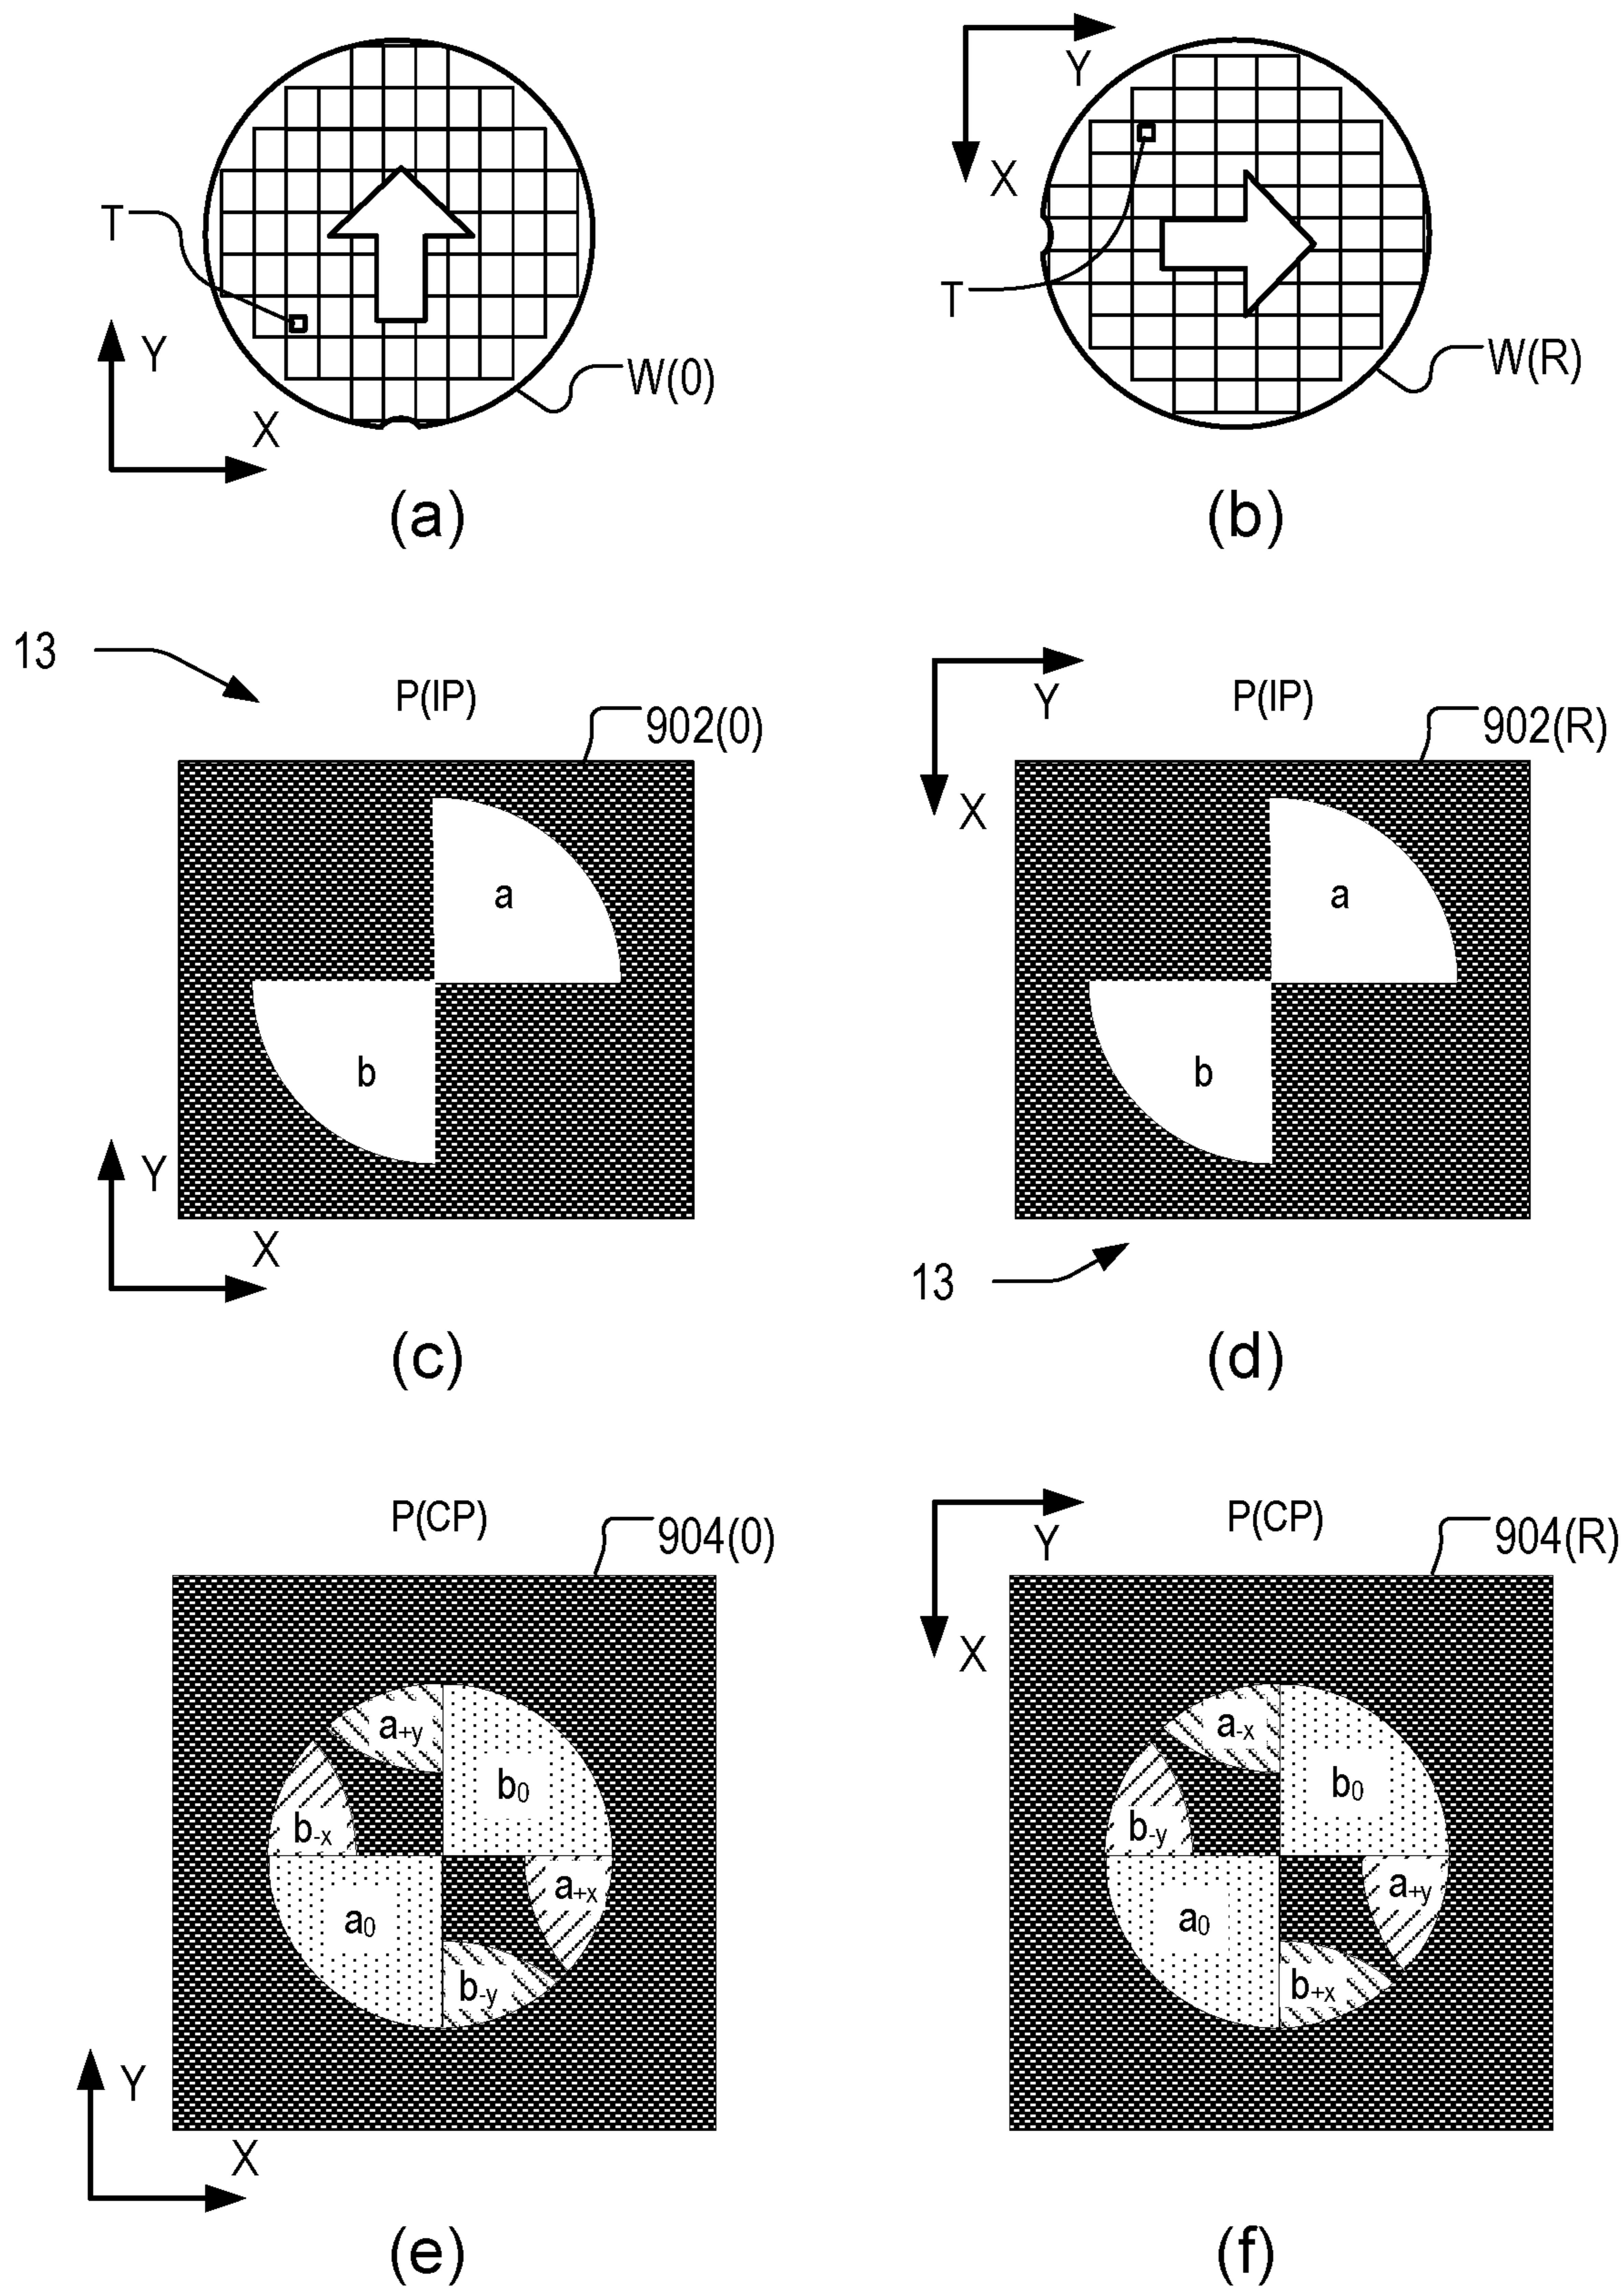 Y
X
T
Y
X
W(0)
T
W(R)
(a)
(b)
13
P(IP)
902(0)
Y
X
P(IP)
902(R)
a
b
a
b
Y
X
13
(c)
(d)
P(CP)
904(0)
Y
X
P(CP)
904(R)
a+y
b0
b-x
a+x
a0
b-y
a-x
b0
b-y
a+y
a0
b+x
Y
X
(e)
(f)